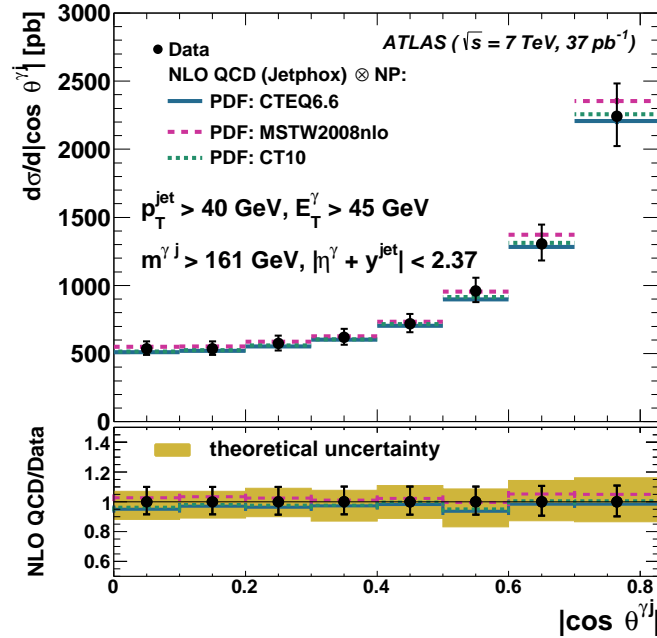 dσ/d|cos θ^γj| [pb]
3000
2500
2000
1500
1000
500
0
ATLAS ( √s = 7 TeV, 37 pb⁻¹)
Data
NLO QCD (Jetphox) ⊗ NP:
PDF: CTEQ6.6
PDF: MSTW2008nlo
PDF: CT10
p_T^jet > 40 GeV, E_T^γ > 45 GeV
m^γ j > 161 GeV, |η^γ + y^jet| < 2.37
NLO QCD/Data
1.4
1.2
1.0
0.8
0.6
theoretical uncertainty
0 0.2 0.4 0.6 0.8
|cos θ^γj|